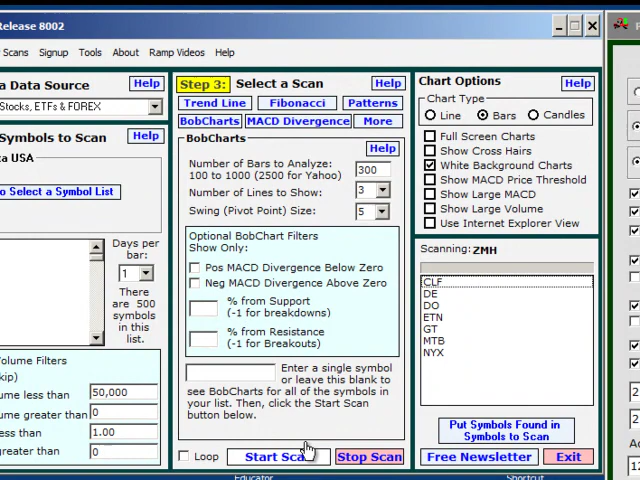 Release 8002
Scans Signup Tools About Ramp Videos Help
a Data Source Help
Stocks, ETFs & FOREX
Symbols to Scan Help
ta USA
o Select a Symbol List
Days per
bar:
1
There
are 500
symbols
in this
list.
Volume Filters
kip)
ume less than 50,000
ume greater than 0
ess than 1.00
greater than 0
Step 3: Select a Scan Help
Trend Line Fibonacci Patterns
BobCharts MACD Divergence More
BobCharts
Help
Number of Bars to Analyze:
100 to 1000 (2500 for Yahoo) 300
Number of Lines to Show: 3
Swing (Pivot Point) Size: 5
Optional BobChart Filters
Show Only:
Pos MACD Divergence Below Zero
Neg MACD Divergence Above Zero
% from Support
(-1 for breakdowns)
% from Resistance
(-1 for Breakouts)
Enter a single symbol
or leave this blank to
see BobCharts for all of the symbols in
your list. Then, click the Start Scan
button below.
Loop Start Scan Stop Scan
Chart Options Help
Chart Type
Line Bars Candles
Full Screen Charts
Show Cross Hairs
White Background Charts
Show MACD Price Threshold
Show Large MACD
Show Large Volume
Use Internet Explorer View
Scanning: ZMH
CLF
DE
DO
ETN
GT
MTB
NYX
Put Symbols Found in
Symbols to Scan
Free Newsletter Exit
Educator Shortcut